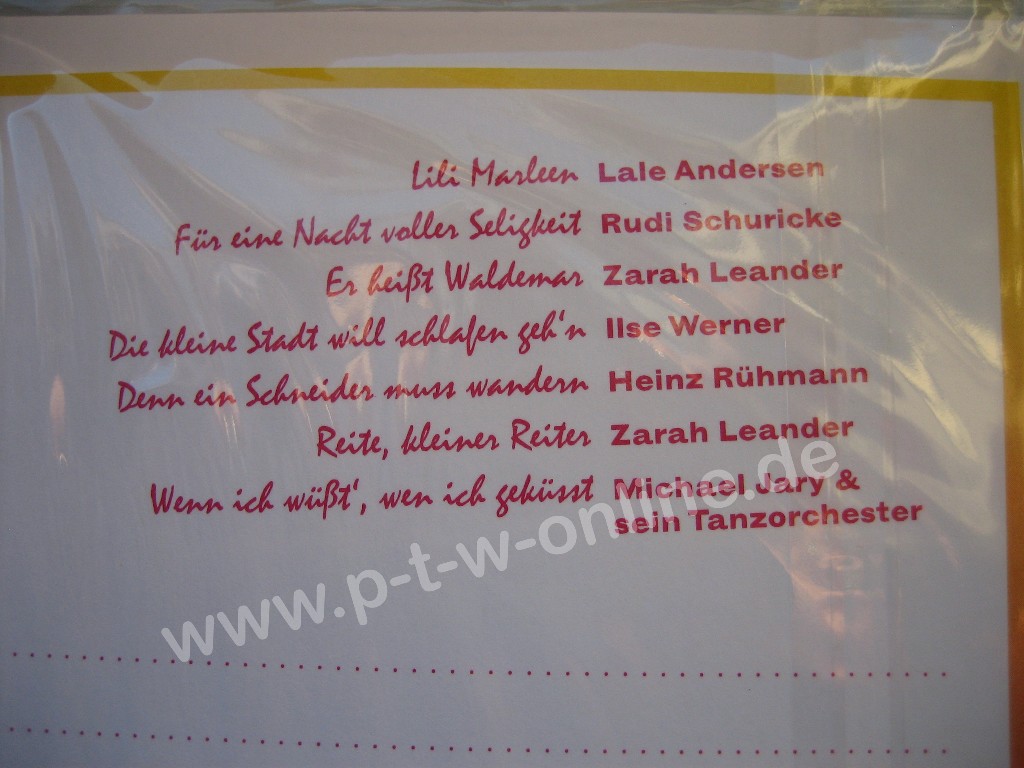 Lili Marleen Lale Andersen
Für eine Nacht voller Seligkeit Rudi Schuricke
Er heißt Waldemar Zarah Leander
Die kleine Stadt will schlafen geh'n Ilse Werner
Denn ein Schneider muss wandern Heinz Rühmann
Reite, kleiner Reiter Zarah Leander
Wenn ich wüßt', wen ich geküsst Michael Jary &
sein Tanzorchester
www.p-t-w-online.de